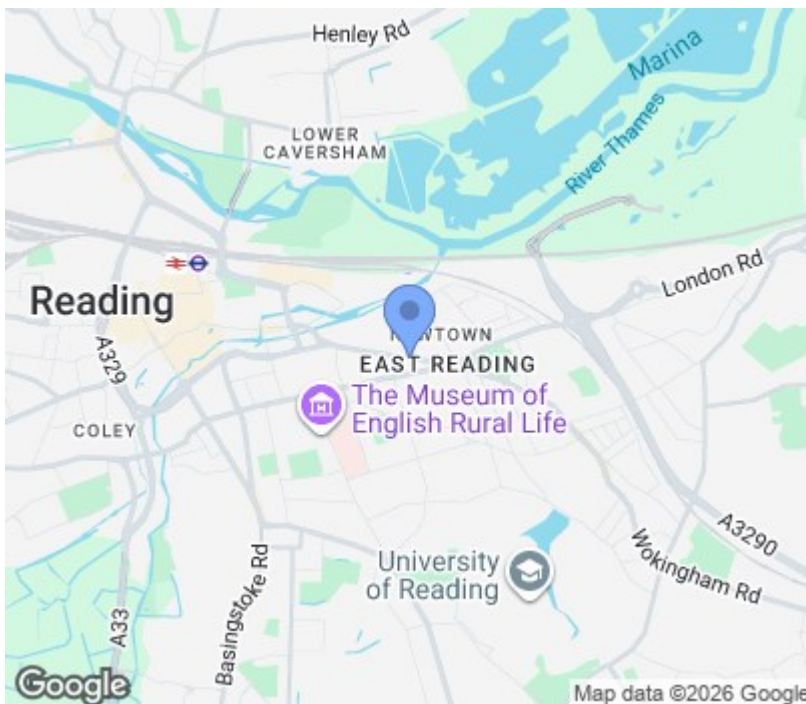 Henley Rd
Marina
LOWER
CAVERSHAM
River Thames
London Rd
Reading
A329
NEWTOWN
EAST READING
The Museum of
English Rural Life
COLEY
A3290
Wokingham Rd
University
of Reading
Basingstoke Rd
A33
Google
Map data ©2026 Google